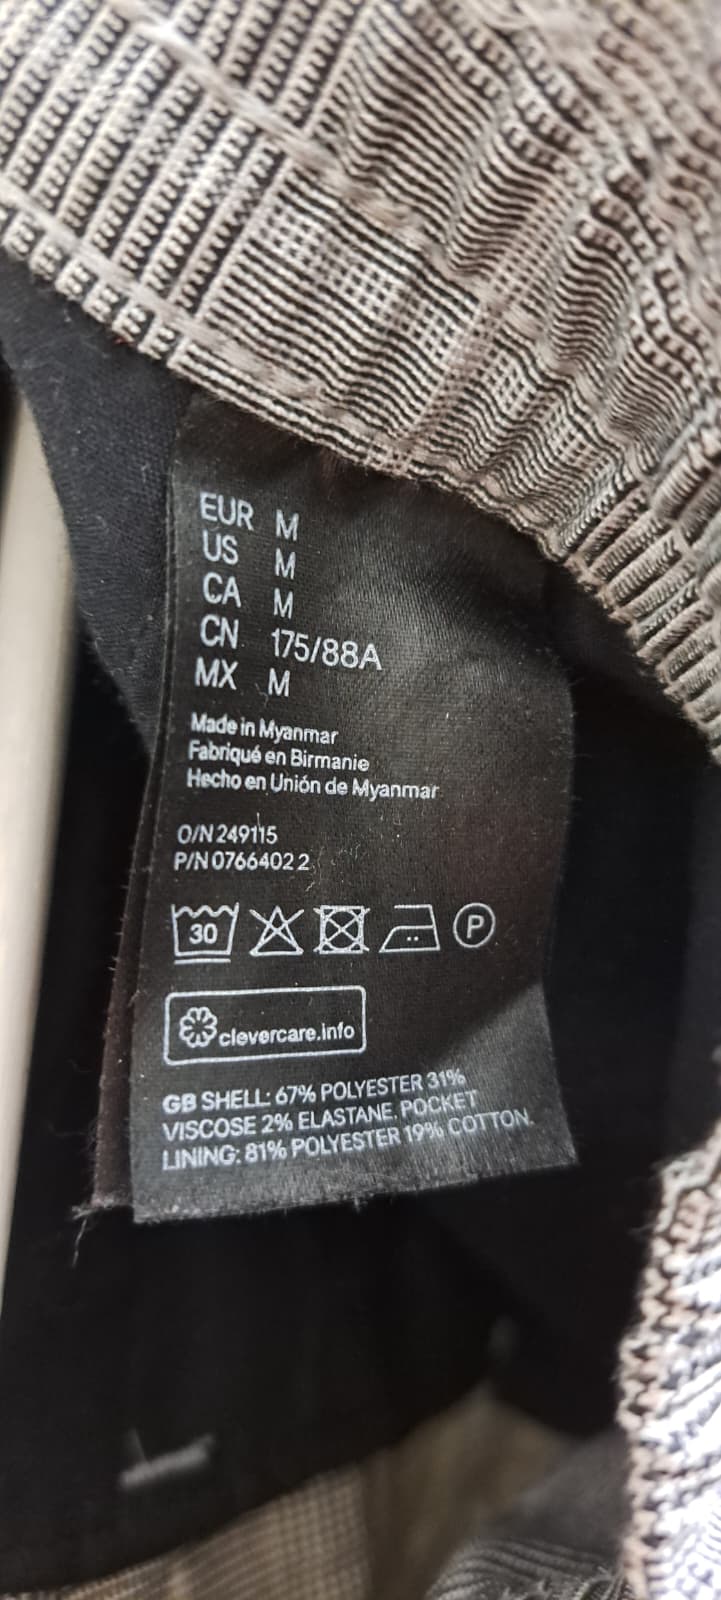 EUR M
US M
CA M
CN 175/88A
MX M
Made in Myanmar
Fabriqué en Birmanie
Hecho en Unión de Myanmar
O/N 249115
P/N 0766402 2
30 P
clevercare.info
GB SHELL: 67% POLYESTER 31%
VISCOSE 2% ELASTANE, POCKET
LINING: 81% POLYESTER 19% COTTON.